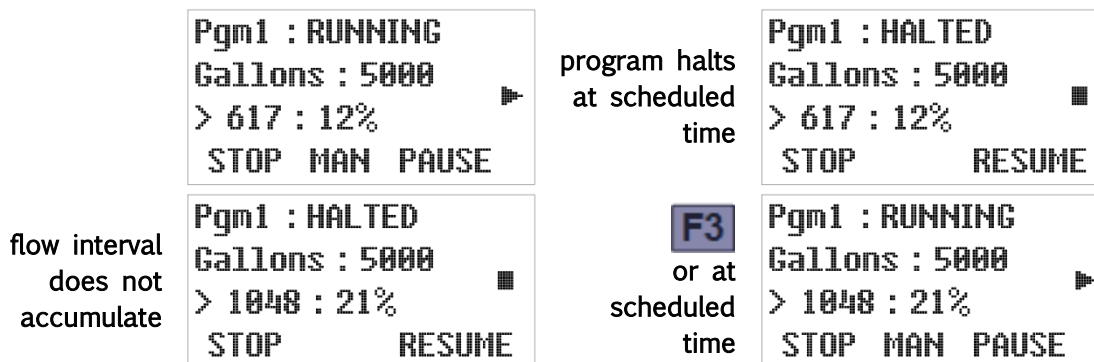 Pgm1 : RUNNING
Gallons : 5000
> 617 : 12%
STOP MAN PAUSE
program halts
at scheduled
time
Pgm1 : HALTED
Gallons : 5000
> 617 : 12%
STOP RESUME
flow interval
does not
accumulate
Pgm1 : HALTED
Gallons : 5000
> 1048 : 21%
STOP RESUME
F3
or at
scheduled
time
Pgm1 : RUNNING
Gallons : 5000
> 1048 : 21%
STOP MAN PAUSE